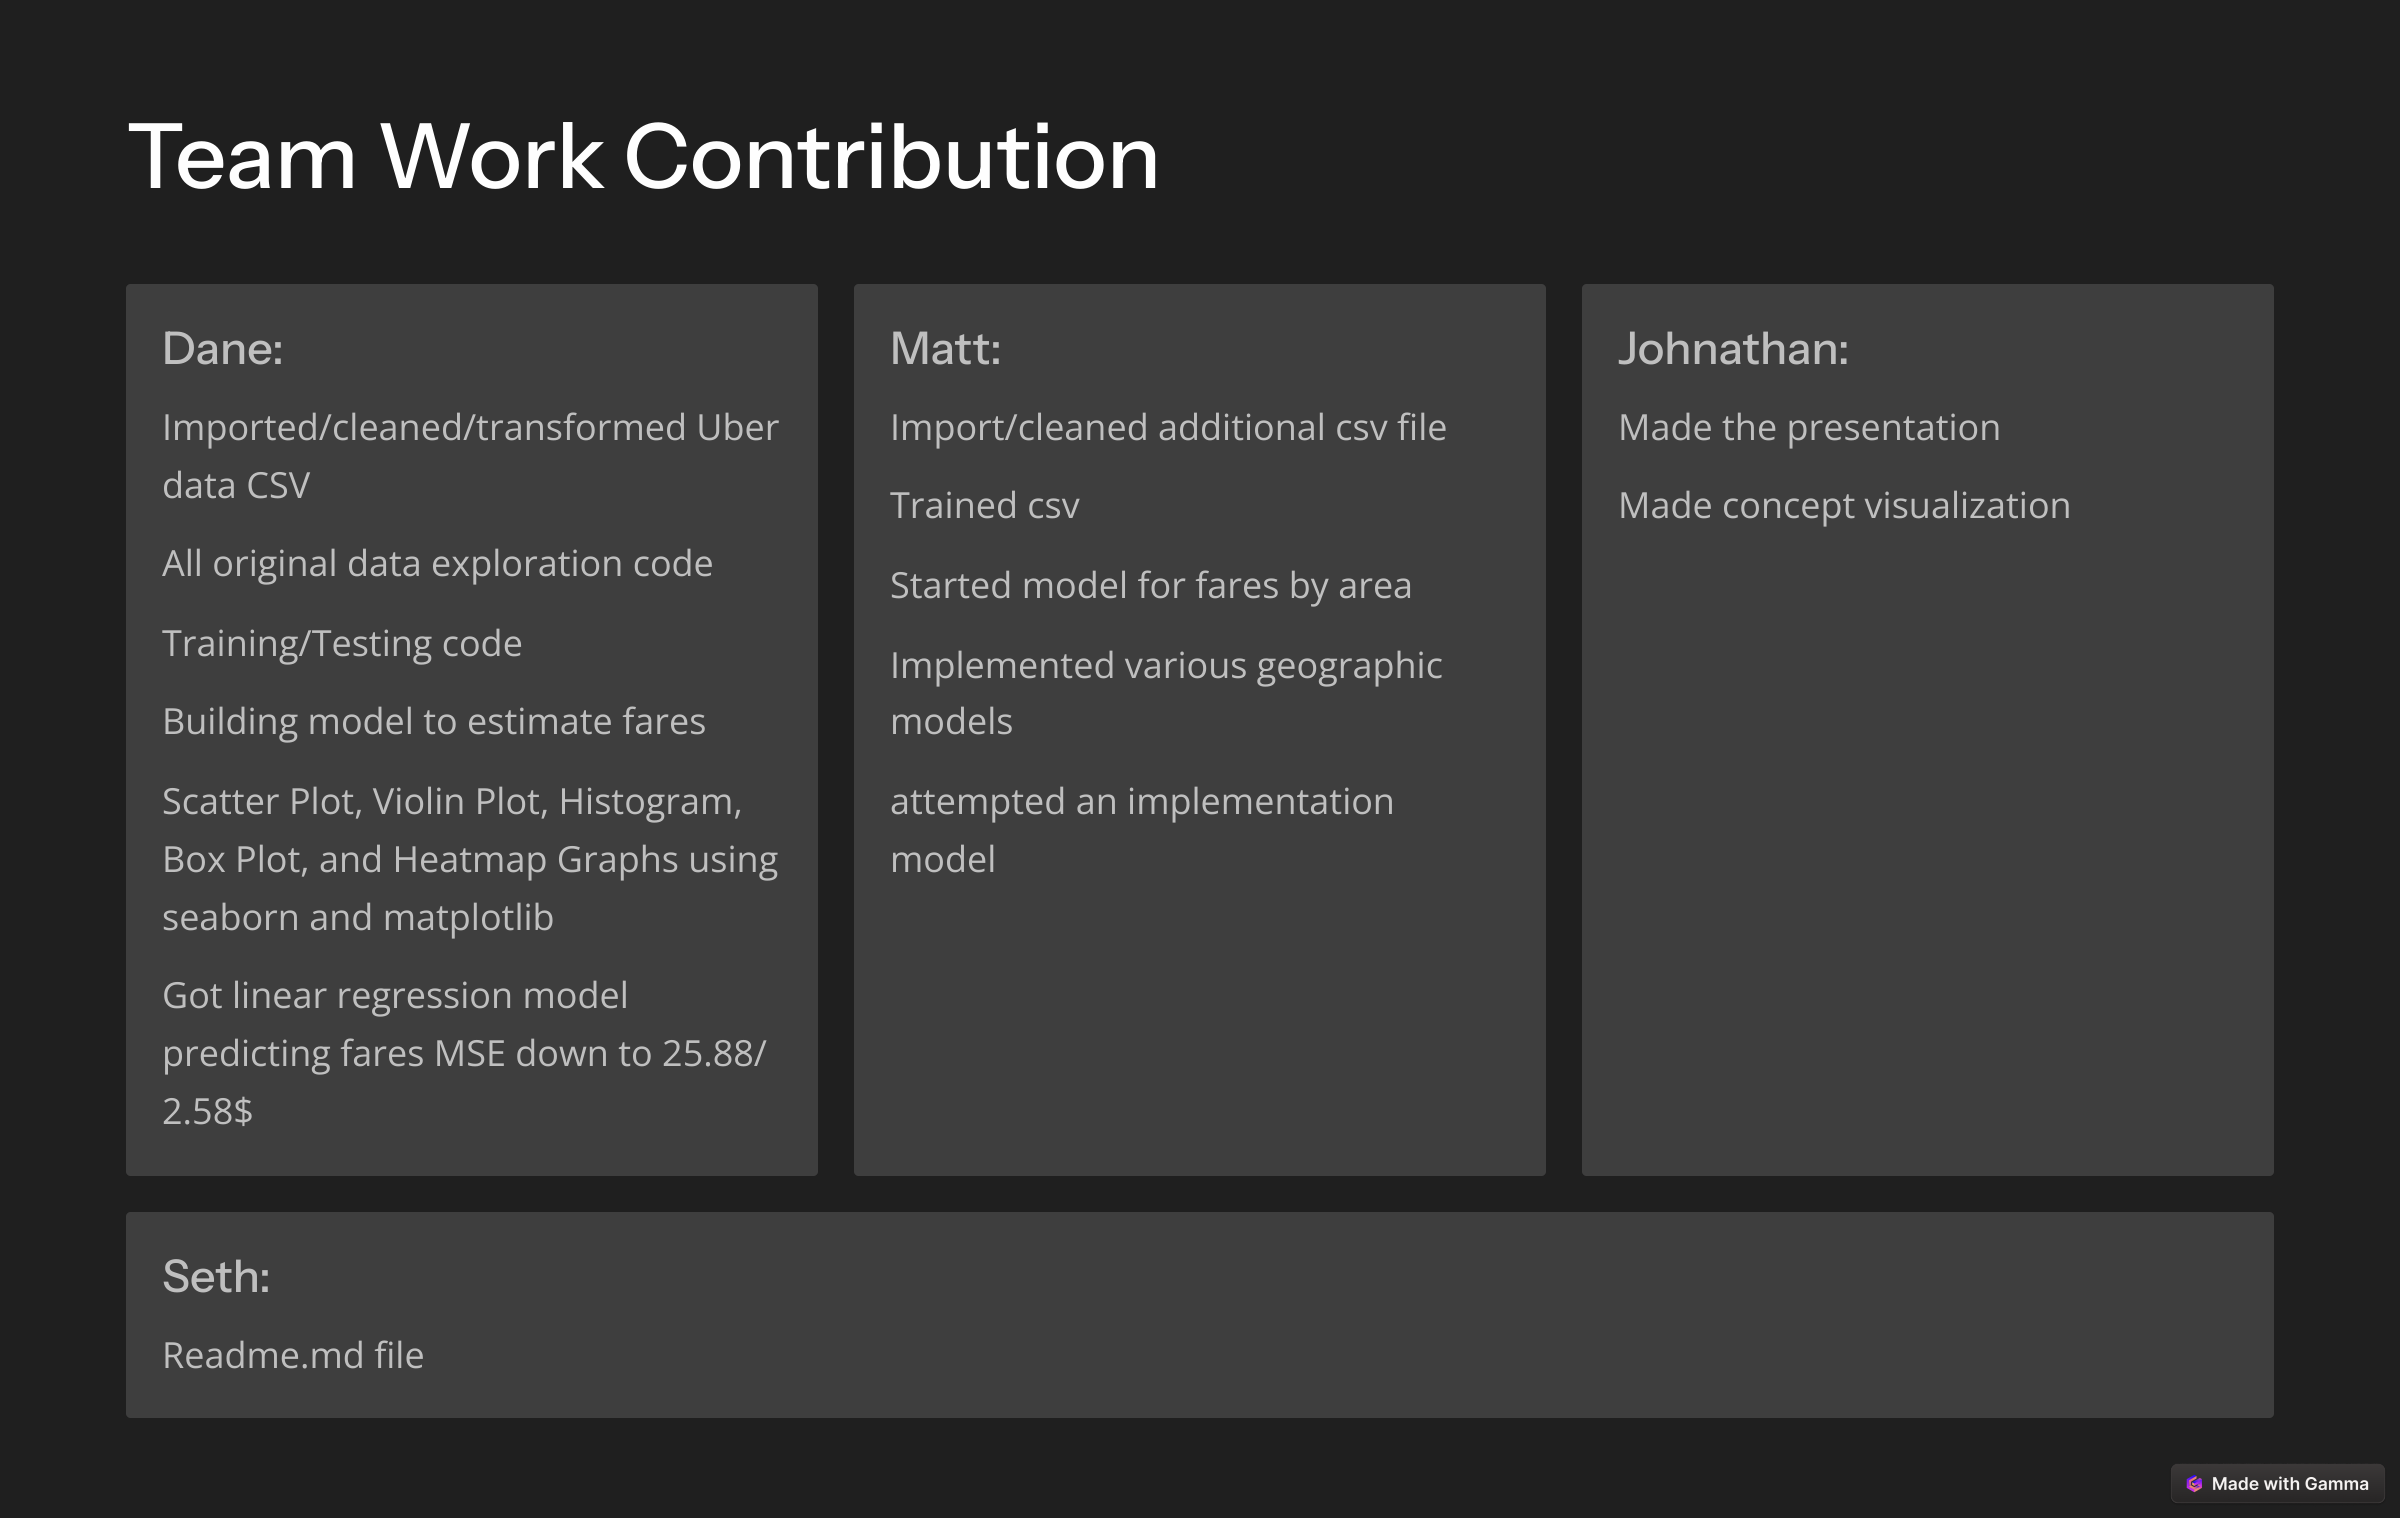 Team Work Contribution
Dane:
Imported/cleaned/transformed Uber
data CSV
All original data exploration code
Training/Testing code
Building model to estimate fares
Scatter Plot, Violin Plot, Histogram,
Box Plot, and Heatmap Graphs using
seaborn and matplotlib
Got linear regression model
predicting fares MSE down to 25.88/
2.58$
Matt:
Import/cleaned additional csv file
Trained csv
Started model for fares by area
Implemented various geographic
models
attempted an implementation
model
Johnathan:
Made the presentation
Made concept visualization
Seth:
Readme.md file
Made with Gamma